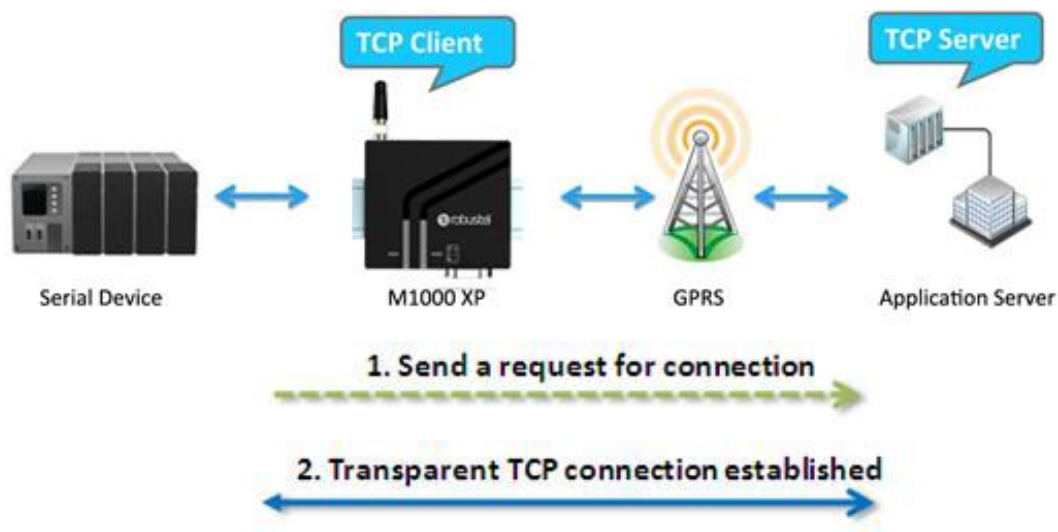 TCP Client
TCP Server
robustel
Serial Device
M1000 XP
GPRS
Application Server
1. Send a request for connection
2. Transparent TCP connection established